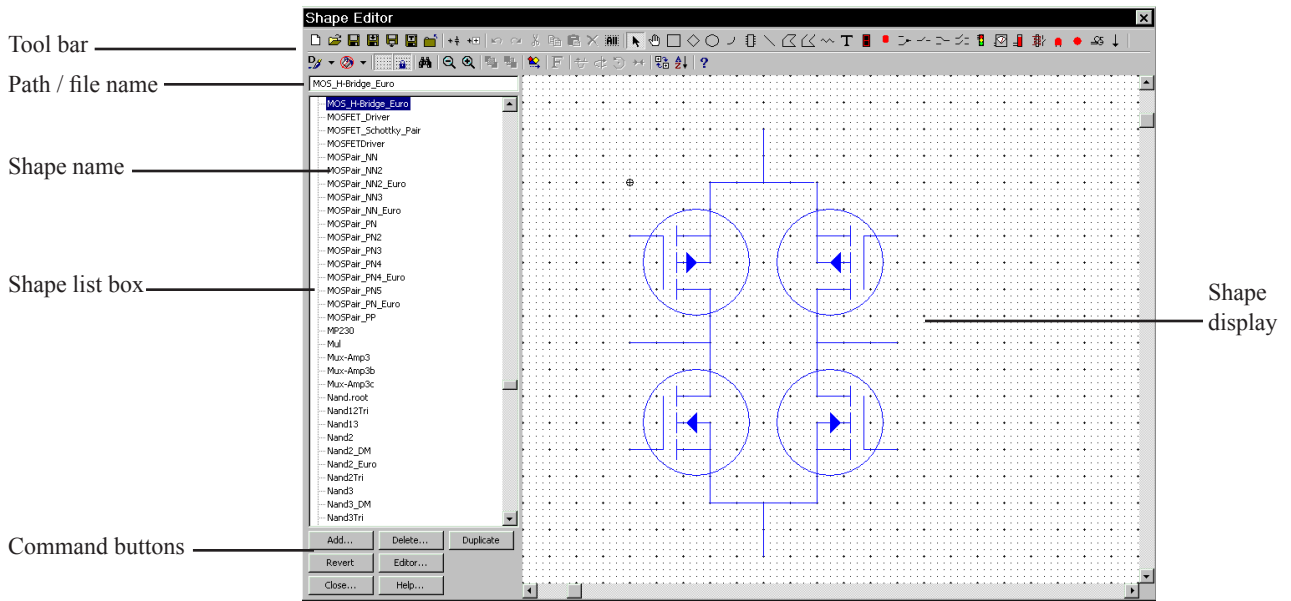 Shape Editor
Tool bar
Path / file name
MOS_H-Bridge_Euro
MOS_H-Bridge_Euro
MOSFET_Driver
MOSFET_Schottky_Pair
MOSFETDriver
MOSPair_NN
Shape name
MOSPair_NN2
MOSPair_NN2_Euro
MOSPair_NN3
MOSPair_NN_Euro
MOSPair_PN
MOSPair_PN2
MOSPair_PN3
MOSPair_PN4
MOSPair_PN4_Euro
Shape list box
MOSPair_PN5
MOSPair_PN_Euro
MOSPair_PP
MP230
Mul
Mux-Amp3
Mux-Amp3b
Mux-Amp3c
Nand.root
Nand12Tri
Nand13
Nand2
Nand2_DM
Nand2_Euro
Nand2Tri
Nand3
Nand3_DM
Nand3Tri
Shape
display
Command buttons
Add... Delete... Duplicate
Revert Editor...
Close... Help...